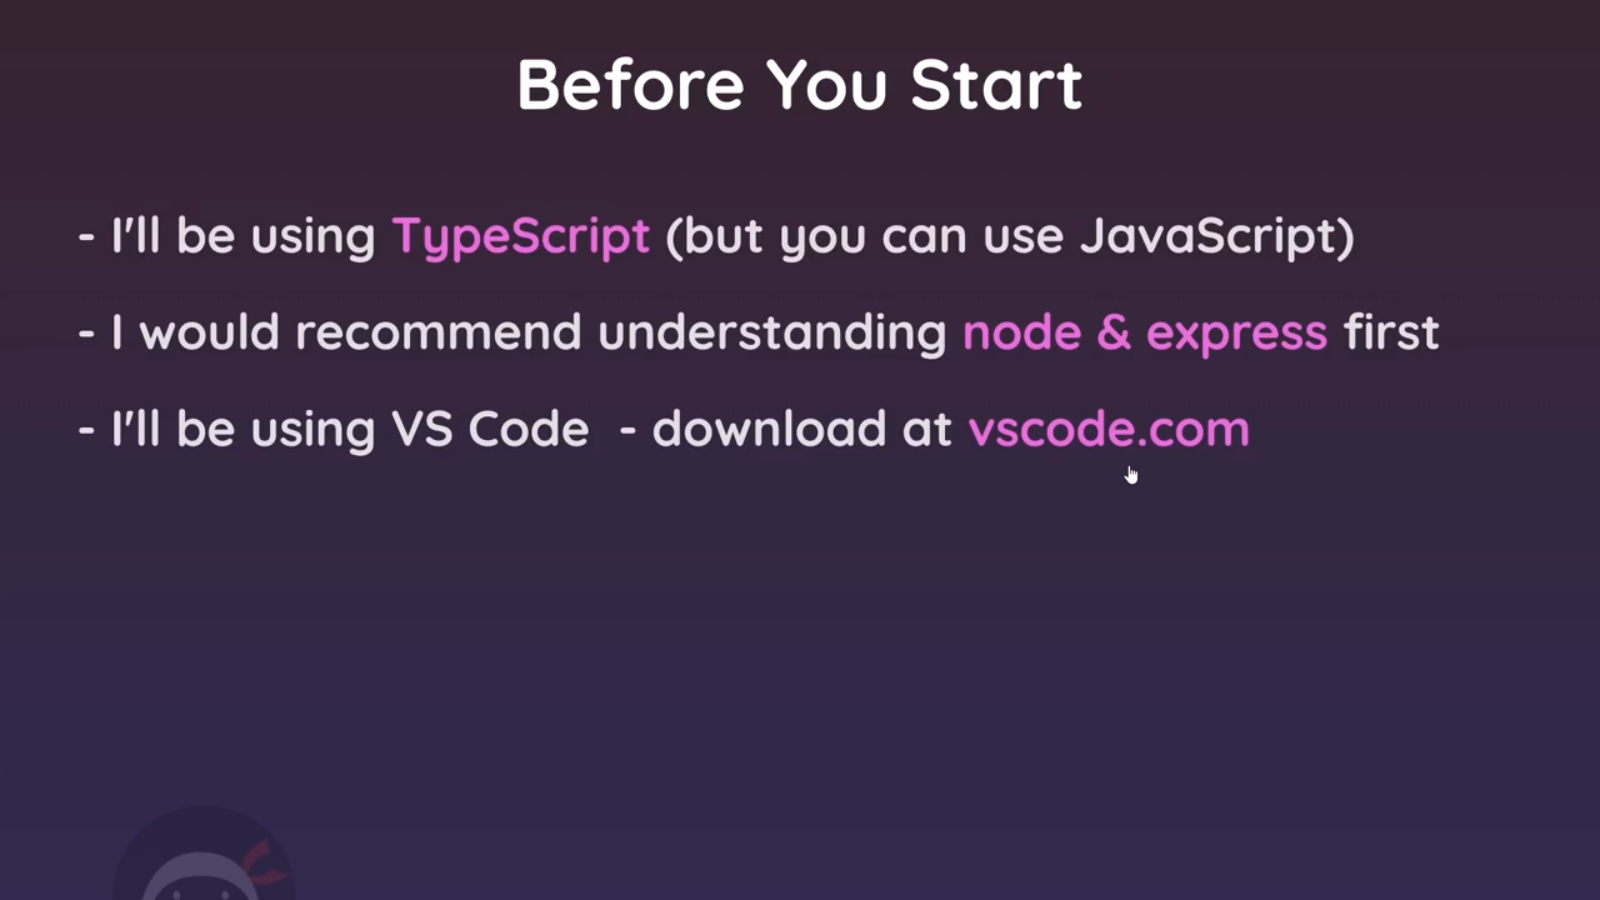 Before You Start
- I'll be using TypeScript (but you can use JavaScript)
- I would recommend understanding node & express first
- I'll be using VS Code  - download at vscode.com